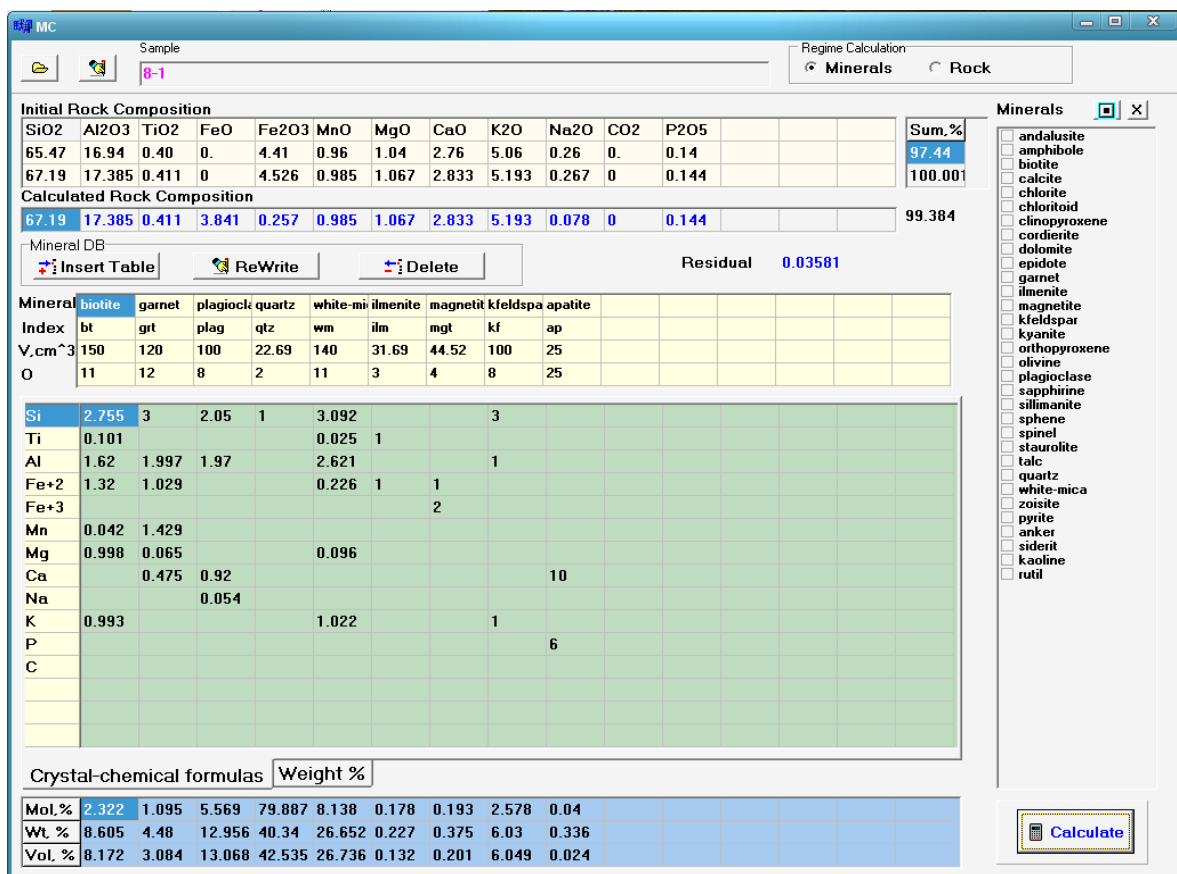 MC
Sample
Regime Calculation
8-1
Minerals Rock
Initial Rock Composition
Minerals
SiO2 Al2O3 TiO2 FeO Fe2O3 MnO MgO CaO K2O Na2O CO2 P2O5 Sum,%
65.47 16.94 0.40 0. 4.41 0.96 1.04 2.76 5.06 0.26 0. 0.14 97.44
67.19 17.385 0.411 0 4.526 0.985 1.067 2.833 5.193 0.267 0 0.144 100.001
Calculated Rock Composition
67.19 17.385 0.411 3.841 0.257 0.985 1.067 2.833 5.193 0.078 0 0.144 99.384
Mineral DB
Insert Table ReWrite Delete Residual 0.03581
Mineral biotite garnet plagiocla quartz white-mi ilmenite magnetit kfeldspa apatite
Index bt grt plag qtz wm ilm mgt kf ap
V,cm^3 150 120 100 22.69 140 31.69 44.52 100 25
O 11 12 8 2 11 3 4 8 25
Si 2.755 3 2.05 1 3.092 3
Ti 0.101 0.025 1
Al 1.62 1.997 1.97 2.621 1
Fe+2 1.32 1.029 0.226 1 1
Fe+3 2
Mn 0.042 1.429
Mg 0.998 0.065 0.096
Ca 0.475 0.92 10
Na 0.054
K 0.993 1.022 1
P 6
C
Crystal-chemical formulas Weight %
Mol,% 2.322 1.095 5.569 79.887 8.138 0.178 0.193 2.578 0.04
Wt, % 8.605 4.48 12.956 40.34 26.652 0.227 0.375 6.03 0.336
Vol, % 8.172 3.084 13.068 42.535 26.736 0.132 0.201 6.049 0.024
andalusite
amphibole
biotite
calcite
chlorite
chloritoid
clinopyroxene
cordierite
dolomite
epidote
garnet
ilmenite
magnetite
kfeldspar
kyanite
orthopyroxene
olivine
plagioclase
sapphirine
sillimanite
sphene
spinel
staurolite
talc
quartz
white-mica
zoisite
pyrite
anker
siderit
kaoline
rutil
Calculate